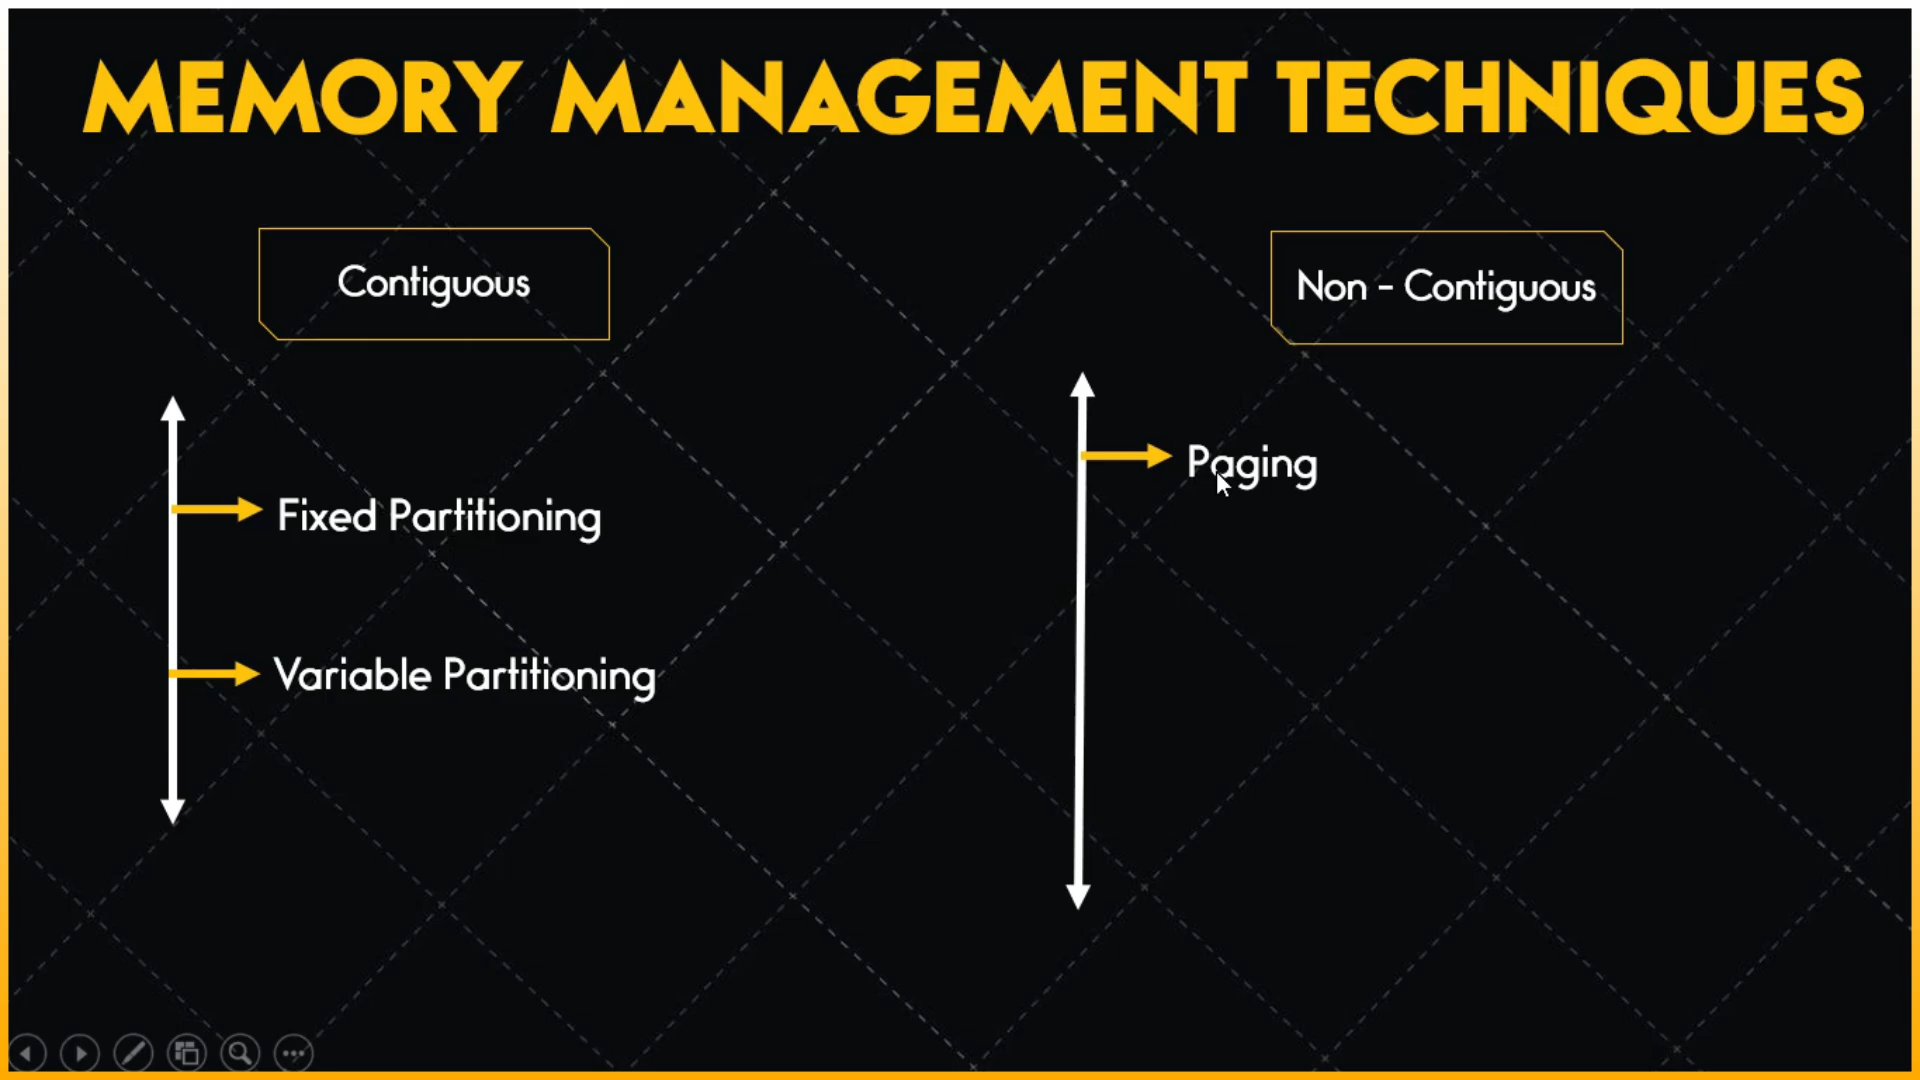 MEMORY MANAGEMENT TECHNIQUES
Contiguous
Fixed Partitioning
Variable Partitioning
Non - Contiguous
Paging